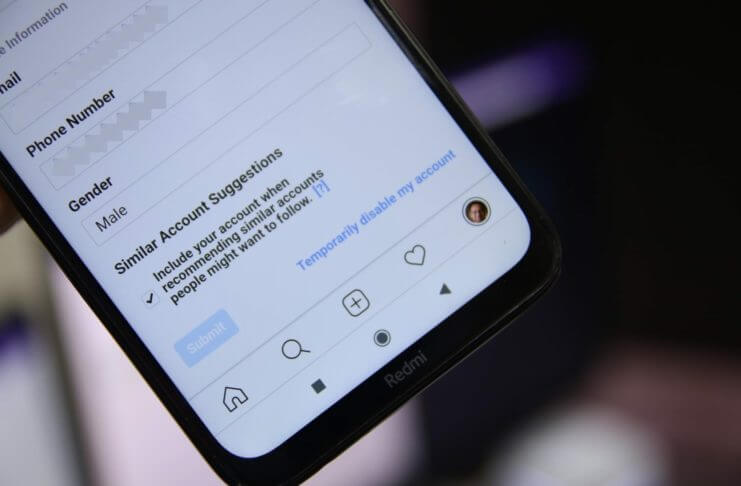 e Information
mail
Phone Number
Gender
Male
Similar Account Suggestions
Include your account when
recommending similar accounts
people might want to follow. [?]
Submit
Temporarily disable my account
Redmi